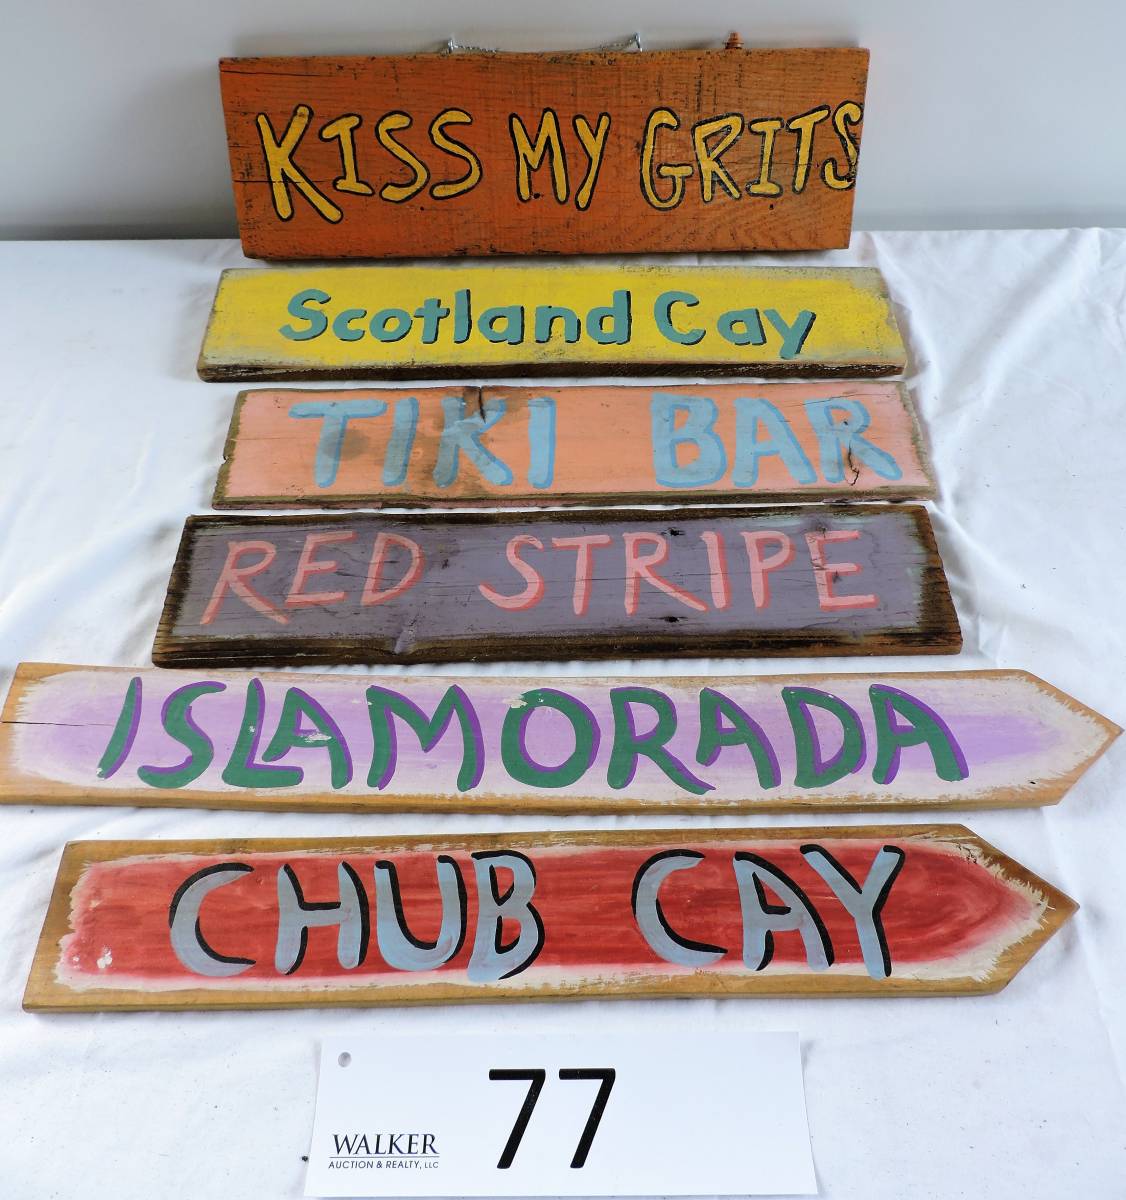 KISS MY GRITS
Scotland Cay
TIKI BAR
RED STRIPE
ISLAMORADA
CHUB CAY
77
WALKER
AUCTION & REALTY, LLC